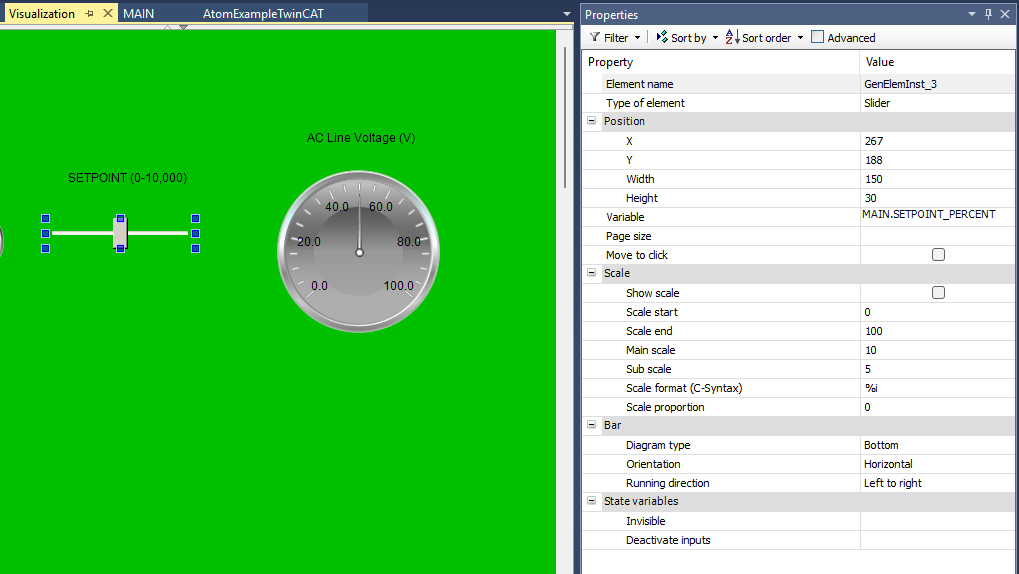 Visualization
MAIN
AtomExampleTwinCAT
AC Line Voltage (V)
SETPOINT (0-10,000)
40.0 60.0
20.0 80.0
0.0 100.0
Properties
Filter Sort by Sort order Advanced
Property Value
Element name GenElemInst_3
Type of element Slider
Position
X 267
Y 188
Width 150
Height 30
Variable MAIN.SETPOINT_PERCENT
Page size
Move to click
Scale
Show scale
Scale start 0
Scale end 100
Main scale 10
Sub scale 5
Scale format (C-Syntax) %i
Scale proportion 0
Bar
Diagram type Bottom
Orientation Horizontal
Running direction Left to right
State variables
Invisible
Deactivate inputs